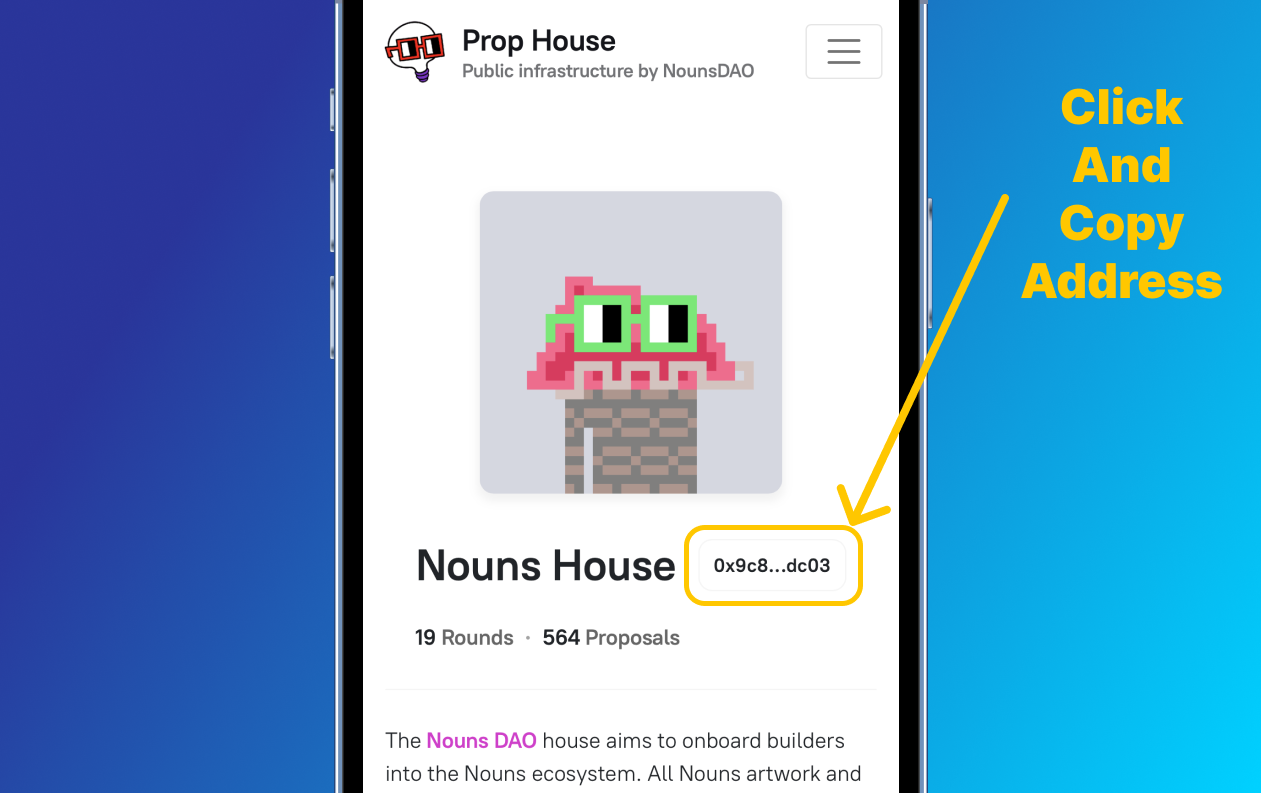 Prop House
Public infrastructure by NounsDAO
Click
And
Copy
Address
Nouns House
0x9c8...dc03
19 Rounds · 564 Proposals
The Nouns DAO house aims to onboard builders
into the Nouns ecosystem. All Nouns artwork and